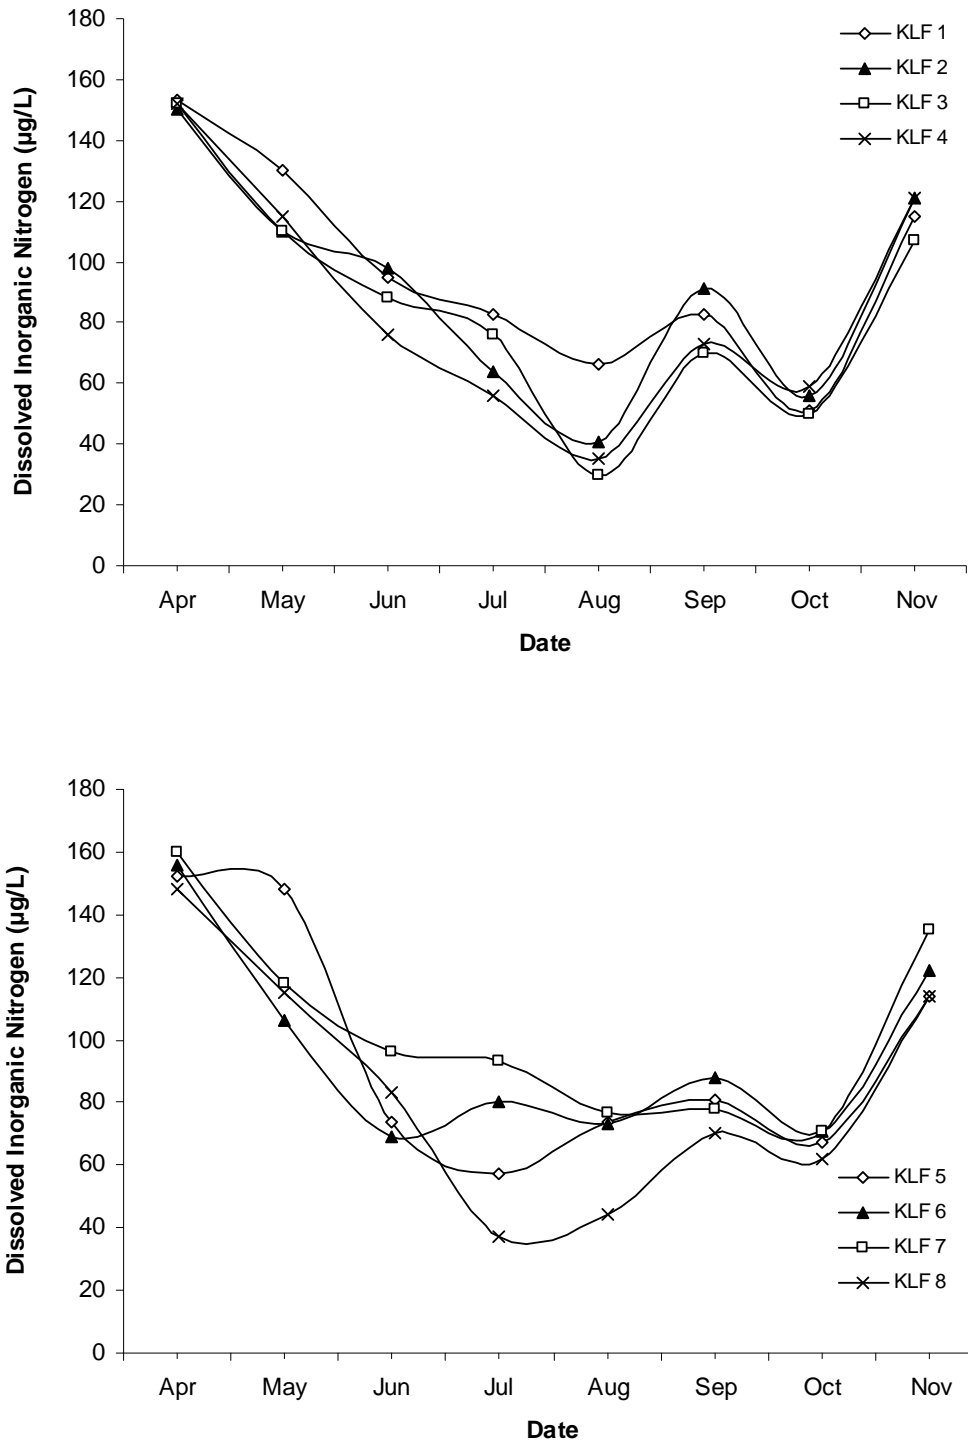 180
160
140
120
100
80
60
40
20
0
Dissolved Inorganic Nitrogen (µg/L)
KLF 1
KLF 2
KLF 3
KLF 4
Apr May Jun Jul Aug Sep Oct Nov
Date
180
160
140
120
100
80
60
40
20
0
Dissolved Inorganic Nitrogen (µg/L)
KLF 5
KLF 6
KLF 7
KLF 8
Apr May Jun Jul Aug Sep Oct Nov
Date